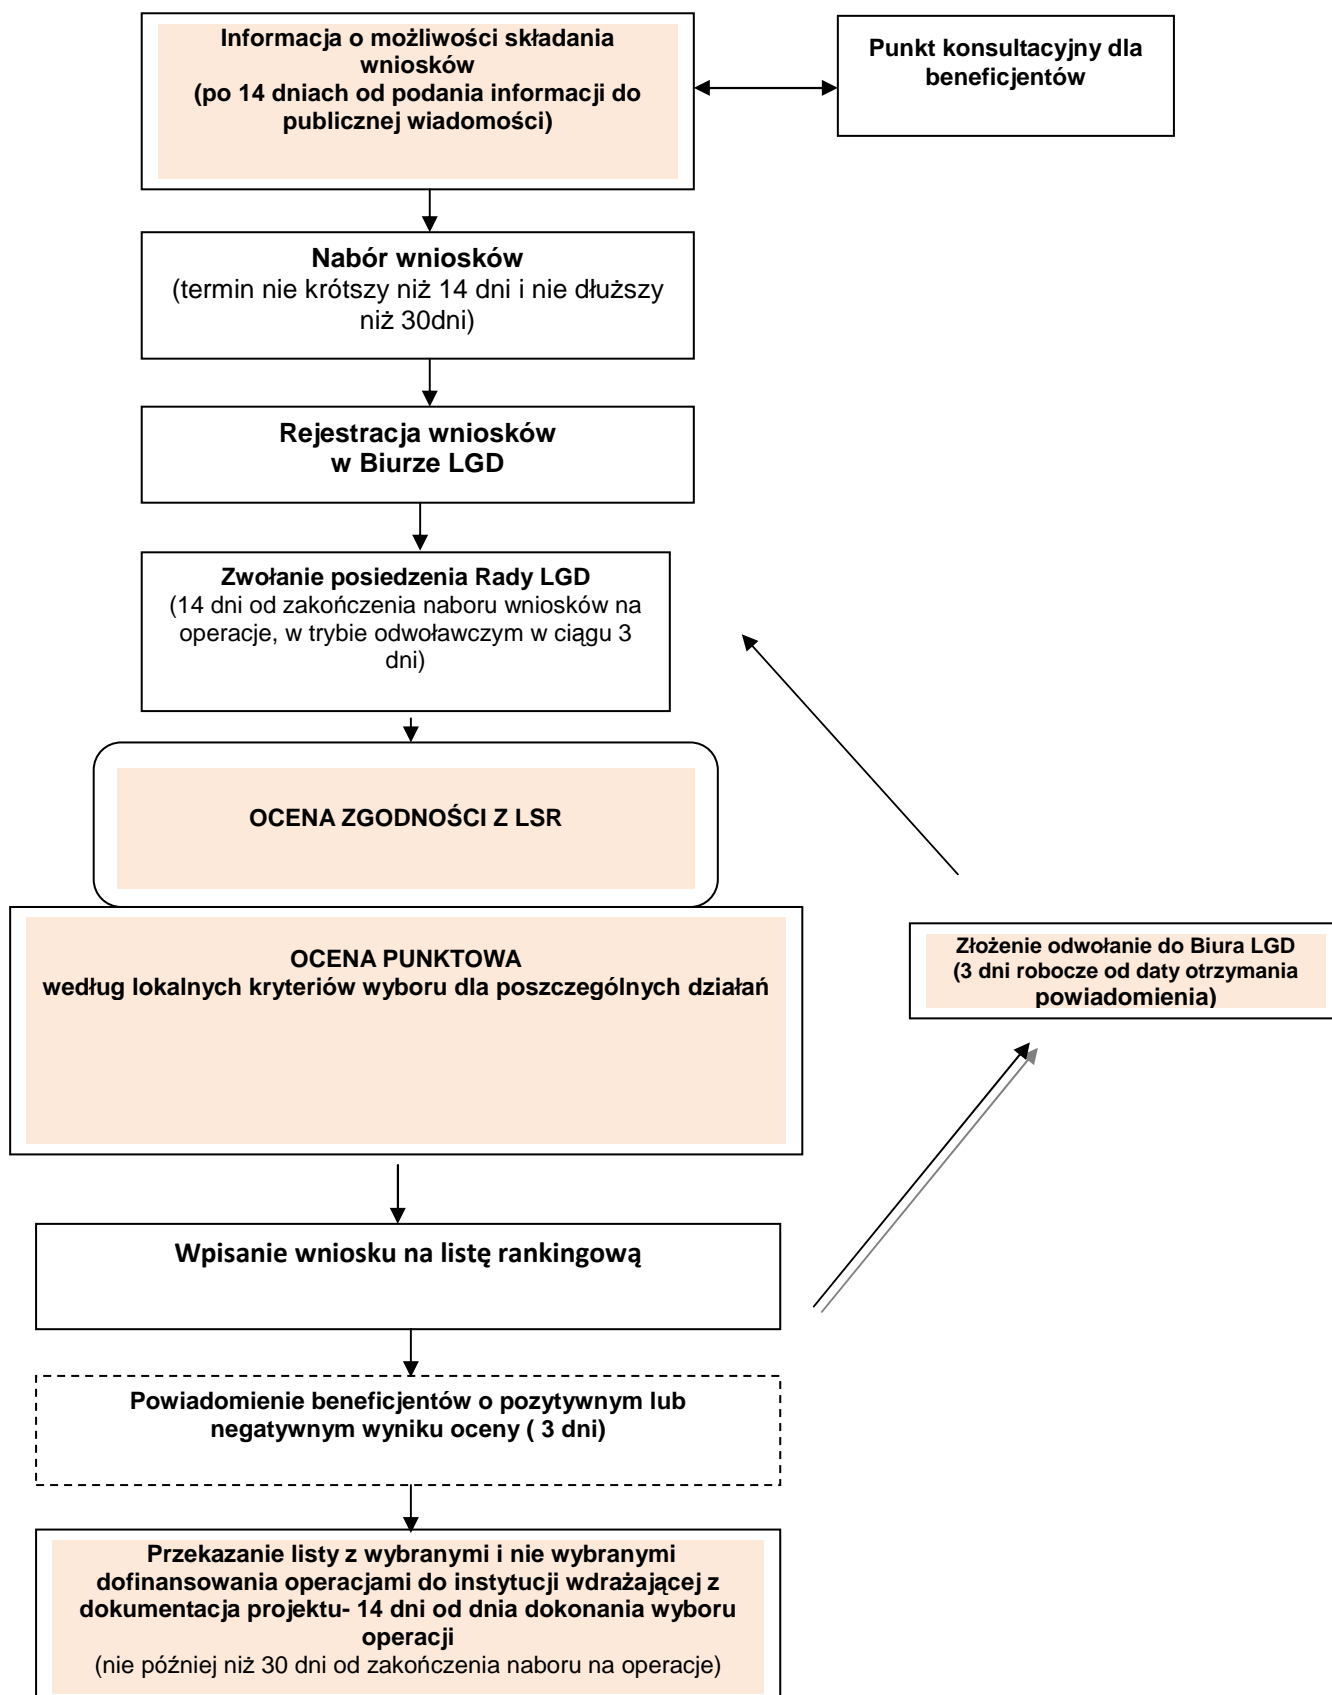 Informacja o możliwości składania
wniosków
(po 14 dniach od podania informacji do
publicznej wiadomości)
Punkt konsultacyjny dla
beneficjentów
Nabór wniosków
(termin nie krótszy niż 14 dni i nie dłuższy
niż 30dni)
Rejestracja wniosków
w Biurze LGD
Zwołanie posiedzenia Rady LGD
(14 dni od zakończenia naboru wniosków na
operacje, w trybie odwoławczym w ciągu 3
dni)
OCENA ZGODNOŚCI Z LSR
OCENA PUNKTOWA
według lokalnych kryteriów wyboru dla poszczególnych działań
Złożenie odwołanie do Biura LGD
(3 dni robocze od daty otrzymania
powiadomienia)
Wpisanie wniosku na listę rankingową
Powiadomienie beneficjentów o pozytywnym lub
negatywnym wyniku oceny ( 3 dni)
Przekazanie listy z wybranymi i nie wybranymi
dofinansowania operacjami do instytucji wdrażającej z
dokumentacja projektu- 14 dni od dnia dokonania wyboru
operacji
(nie później niż 30 dni od zakończenia naboru na operacje)